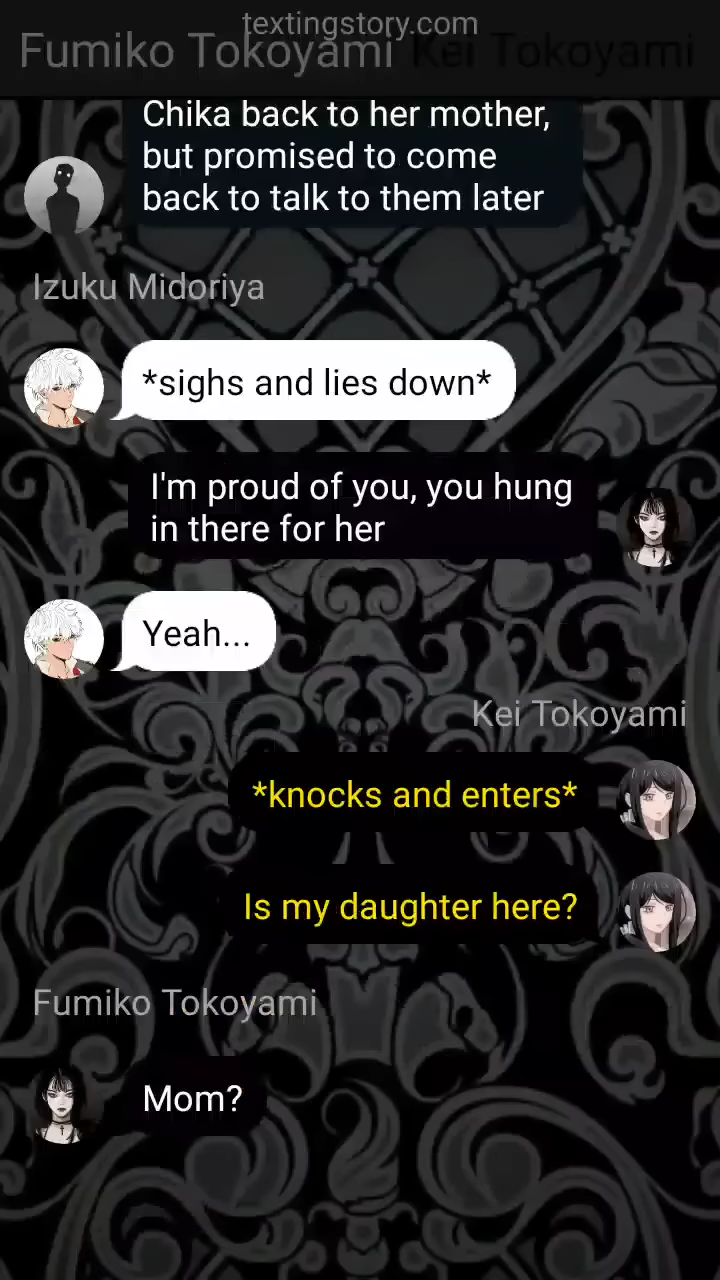 textingstory.com
Fumiko Tokoyami Kei Tokoyami
Chika back to her mother,
but promised to come
back to talk to them later
Izuku Midoriya
*sighs and lies down*
I'm proud of you, you hung
in there for her
Yeah...
Kei Tokoyami
*knocks and enters*
Is my daughter here?
Fumiko Tokoyami
Mom?